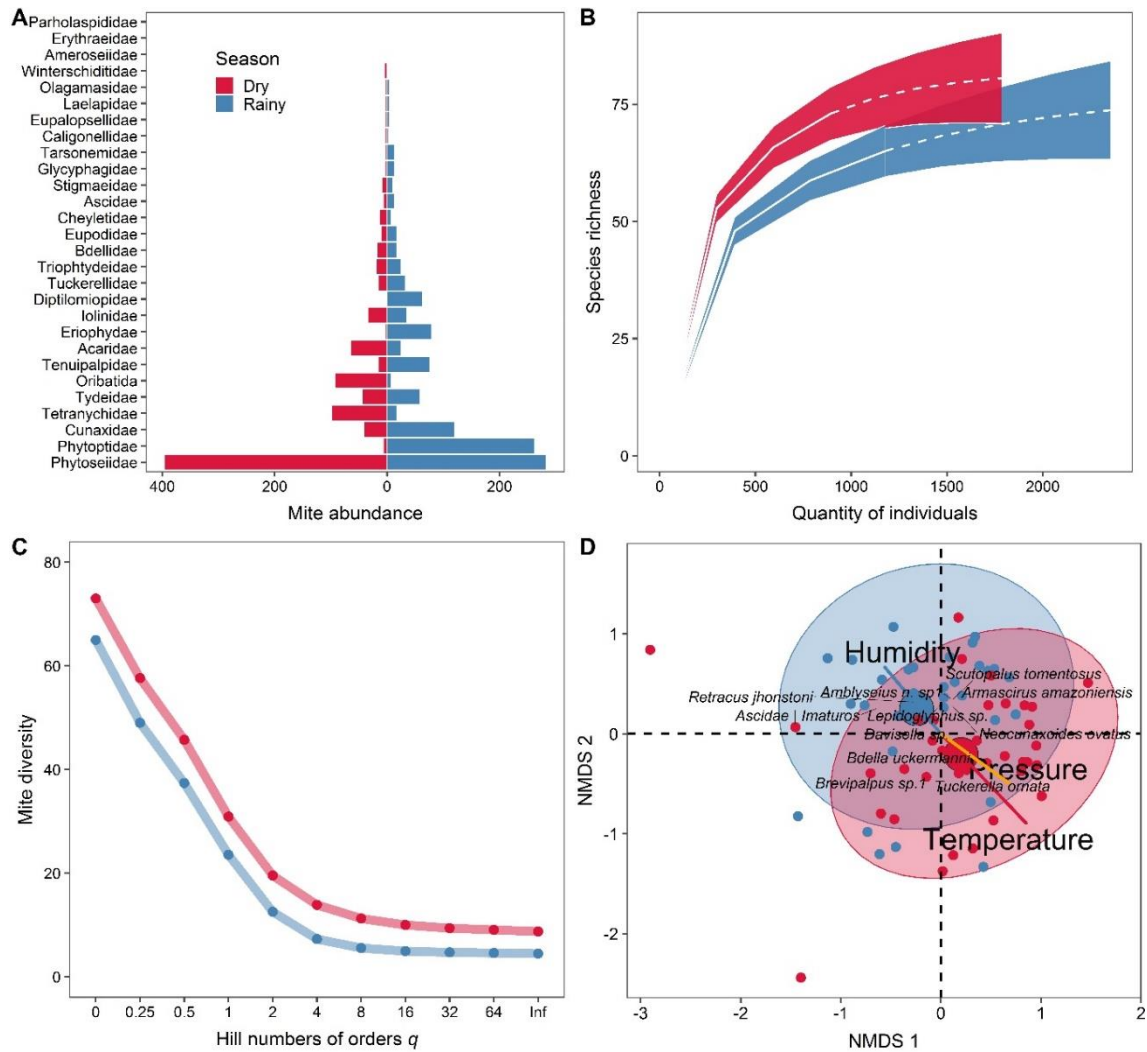 A
Parholaspididae
Erythraeidae
Ameroseiidae
Winterschiditidae
Olagamasidae
Laelapidae
Eupalopsellidae
Caligonellidae
Tarsonemidae
Glycyphagidae
Stigmaeidae
Ascidae
Cheyletidae
Eupodidae
Bdellidae
Triophtydeidae
Tuckerellidae
Diptilomiopidae
Iolinidae
Eriophydae
Acaridae
Tenuipalpidae
Oribatida
Tydeidae
Tetranychidae
Cunaxidae
Phytoptidae
Phytoseiidae
Season
Dry
Rainy
400 200 0 200
Mite abundance
B
Species richness
75
50
25
0
0 500 1000 1500 2000
Quantity of individuals
C
Mite diversity
80
60
40
20
0
0 0.25 0.5 1 2 4 8 16 32 64 Inf
Hill numbers of orders q
D
NMDS 2
1
0
-1
-2
Humidity
Scutopalus tomentosus
Retracus jhonstoni Amblyseius n. sp1 Armascirus amazoniensis
Ascidae Imaturos Lepidoglyphus sp.
Davisella sp. Neocunaxoides ovatus
Bdella uckermanni
Pressure
Brevipalpus sp.1 Tuckerella ornata
Temperature
-3 -2 -1 0 1 2
NMDS 1